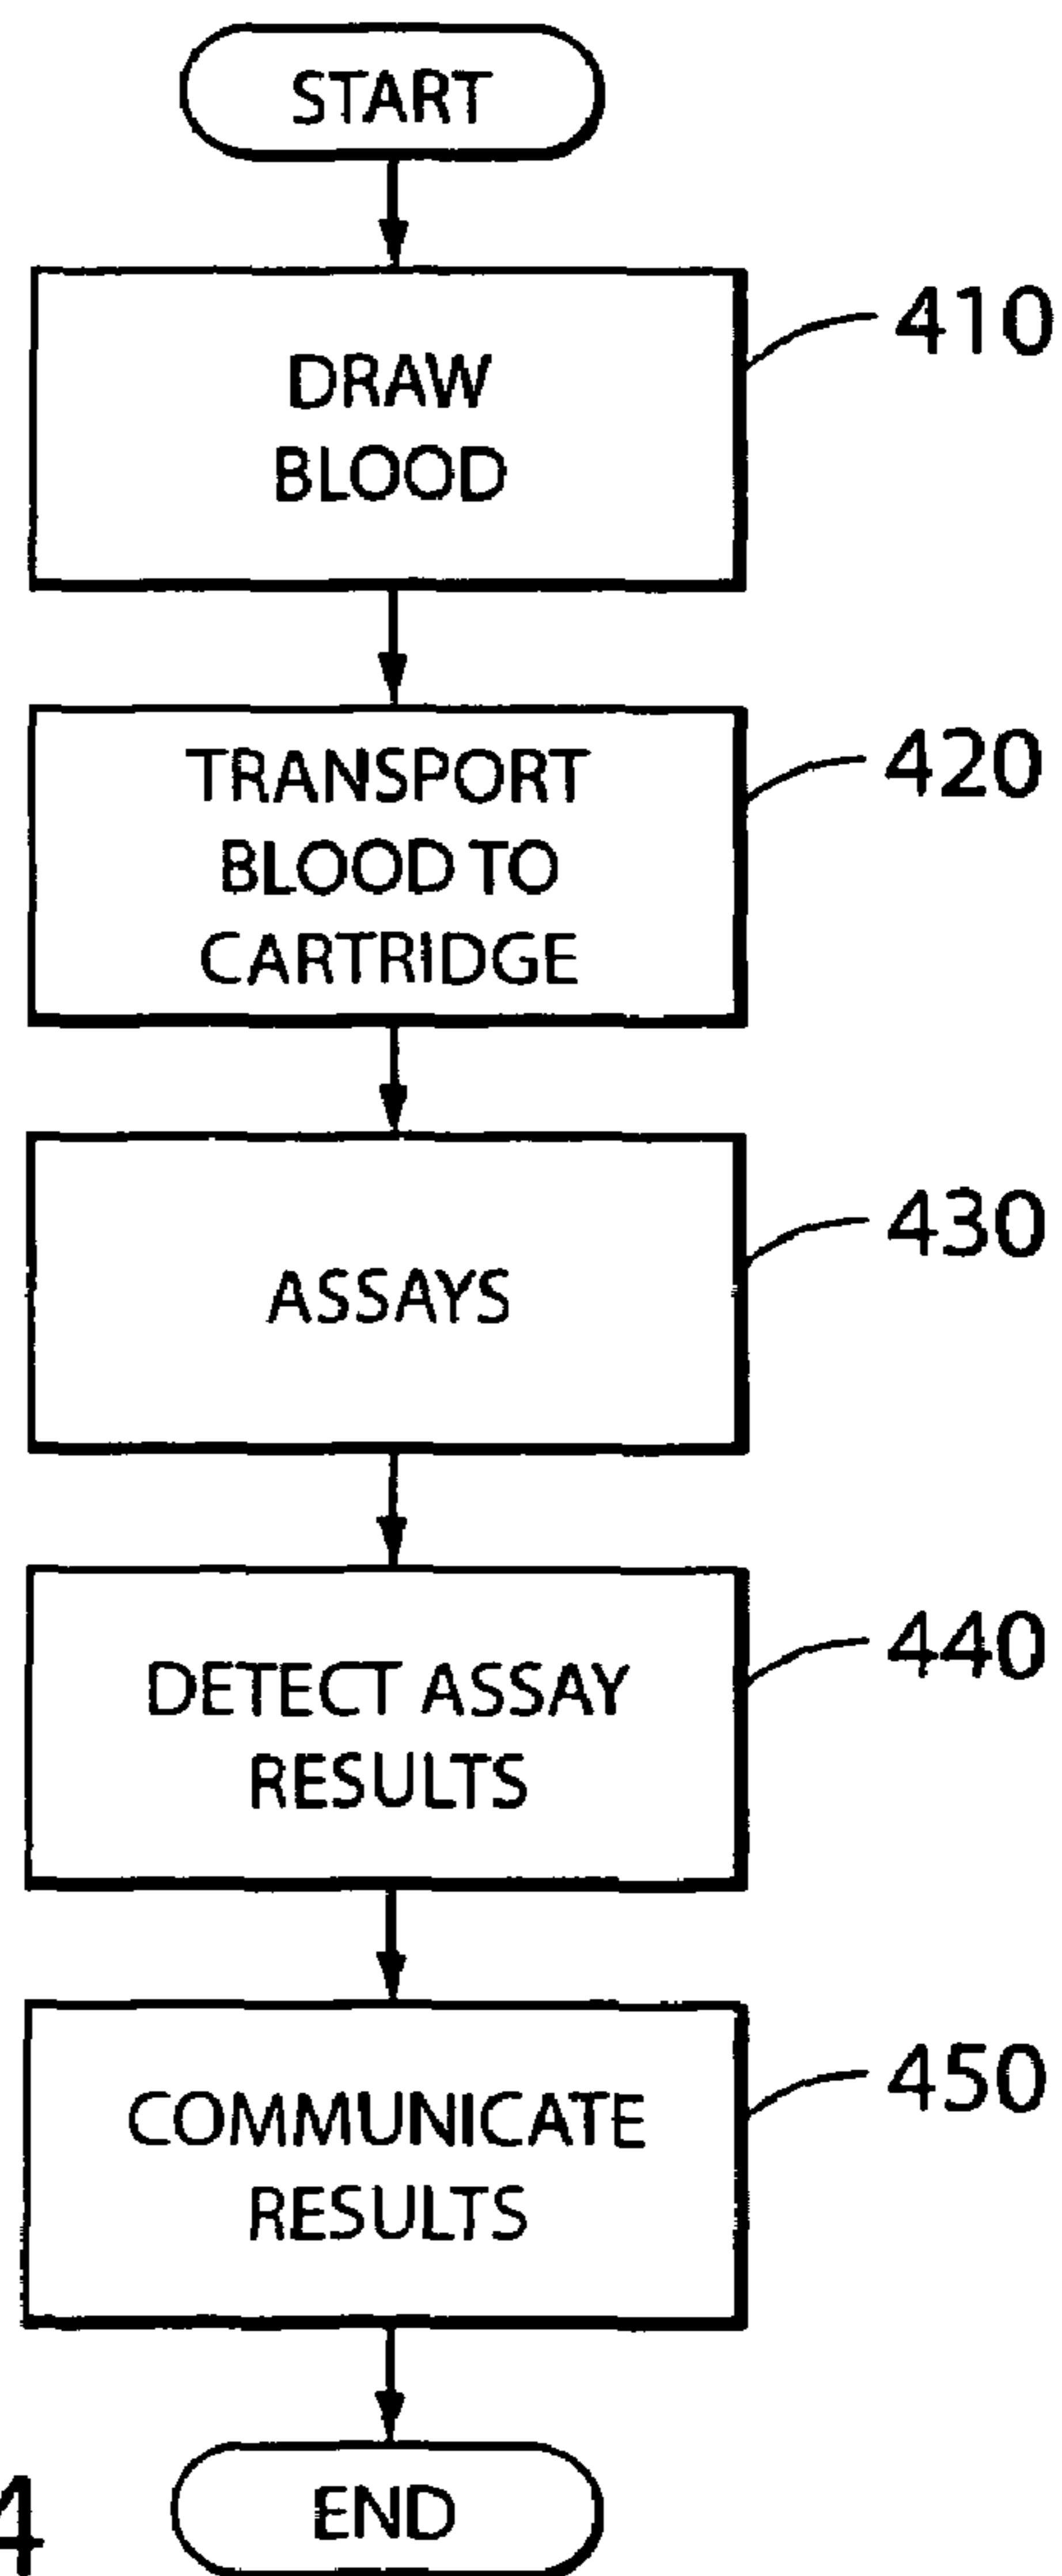 START
DRAW
BLOOD
410
TRANSPORT
BLOOD TO
CARTRIDGE
420
ASSAYS
430
DETECT ASSAY
RESULTS
440
COMMUNICATE
RESULTS
450
END
4